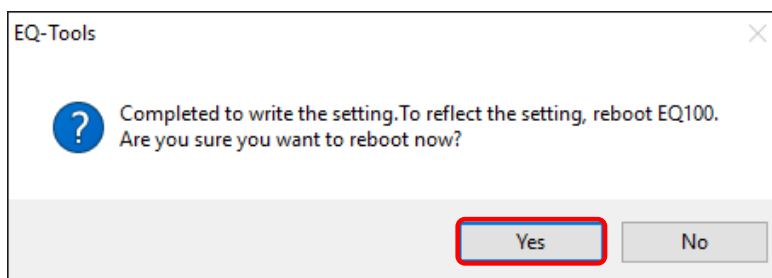 EQ-Tools
Completed to write the setting.To reflect the setting, reboot EQ100.
Are you sure you want to reboot now?
Yes
No